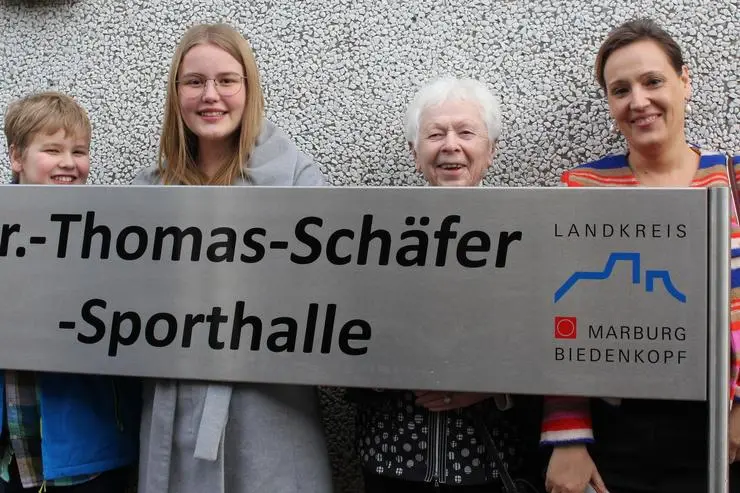 r.-Thomas-Schäfer
-Sporthalle
LANDKREIS
MARBURG
BIEDENKOPF